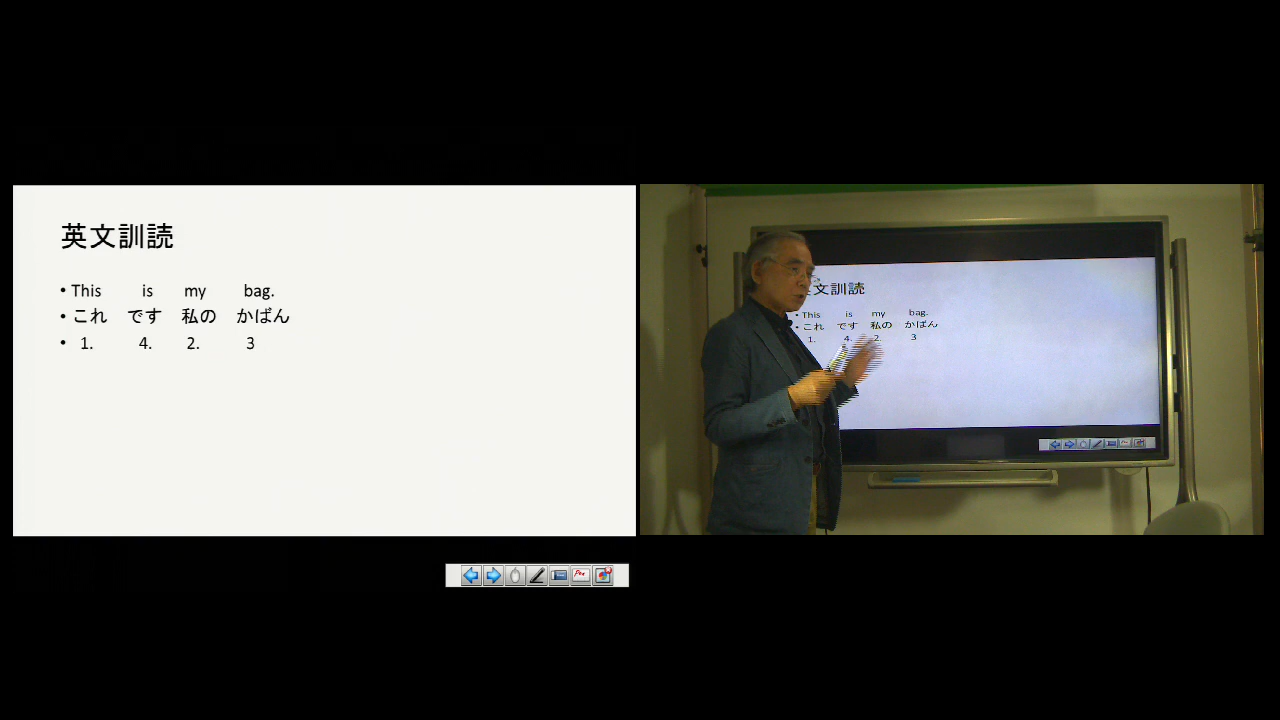 英文訓読
• This is my bag.
• これ です 私の かばん
• 1. 4. 2. 3
文訓読
• This is my bag.
• これ です 私の かばん
1. 4. 2. 3